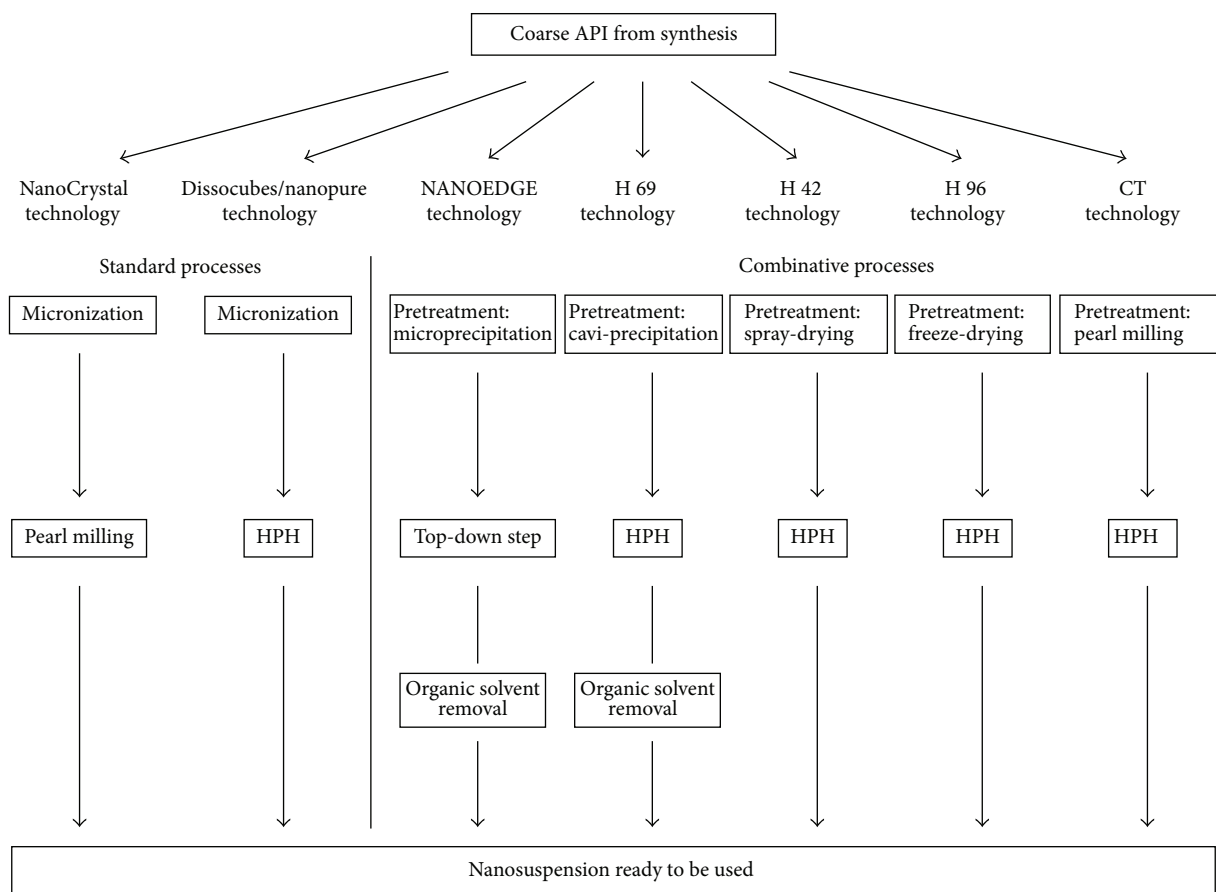 Coarse API from synthesis
NanoCrystal
technology
Dissocubes/nanopure
technology
NANOEDGE
technology
H 69
technology
H 42
technology
H 96
technology
CT
technology
Standard processes
Combinative processes
Micronization
Micronization
Pretreatment:
microprecipitation
Pretreatment:
cavi-precipitation
Pretreatment:
spray-drying
Pretreatment:
freeze-drying
Pretreatment:
pearl milling
Pearl milling
HPH
Top-down step
HPH
HPH
HPH
HPH
Organic solvent
removal
Organic solvent
removal
Nanosuspension ready to be used